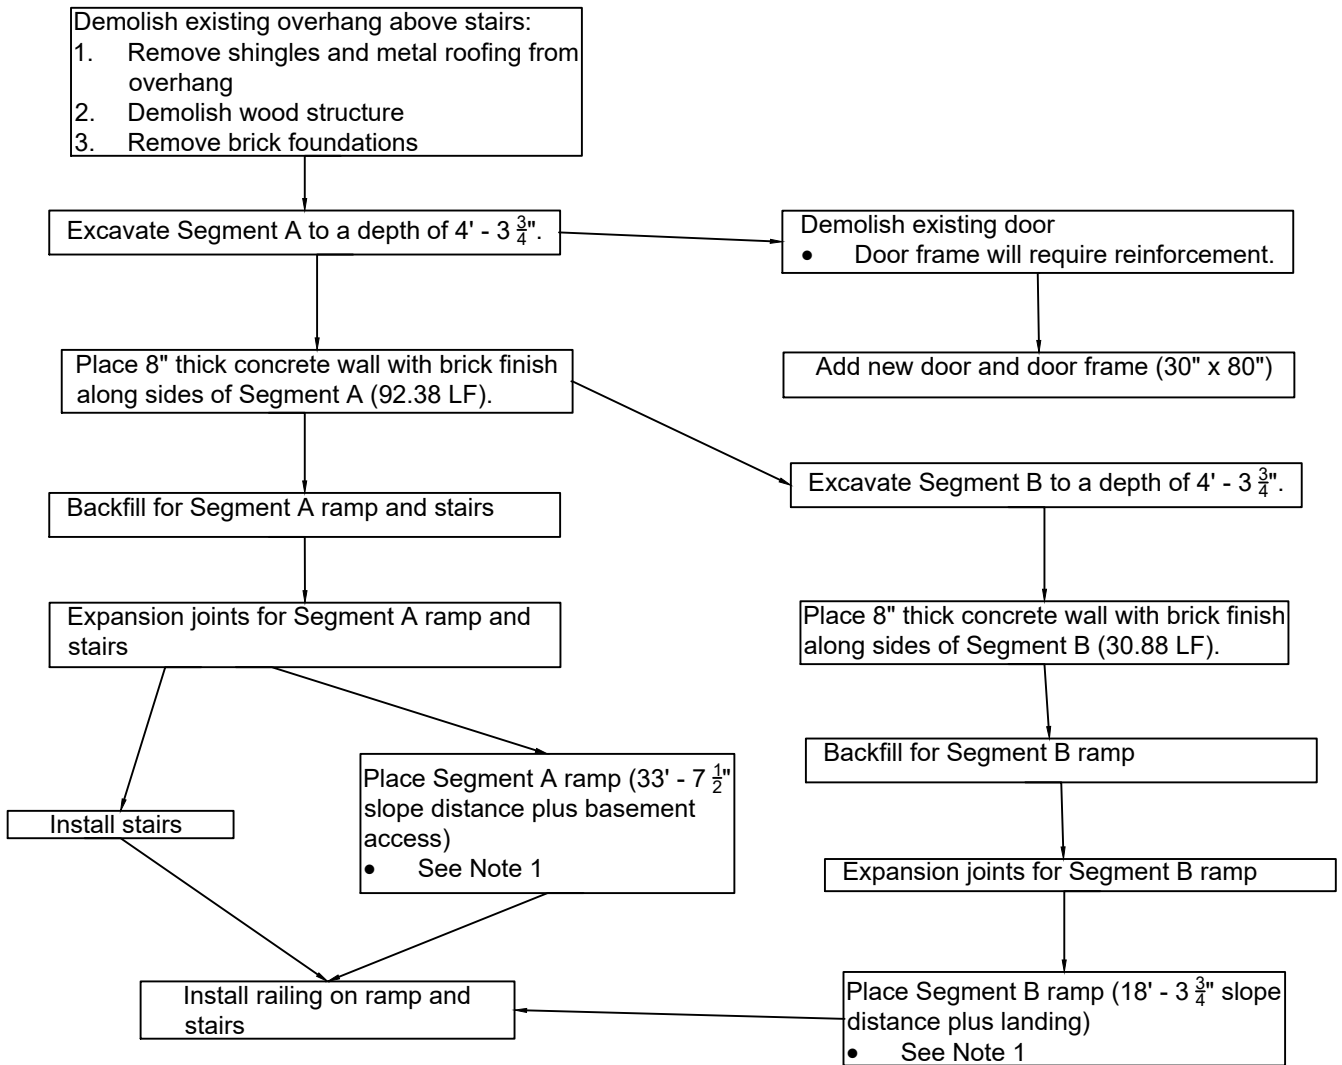 Demolish existing overhang above stairs:
1. Remove shingles and metal roofing from
overhang
2. Demolish wood structure
3. Remove brick foundations
Excavate Segment A to a depth of 4' - 3 3/4".
Demolish existing door
• Door frame will require reinforcement.
Place 8" thick concrete wall with brick finish
along sides of Segment A (92.38 LF).
Add new door and door frame (30" x 80")
Excavate Segment B to a depth of 4' - 3 3/4".
Backfill for Segment A ramp and stairs
Expansion joints for Segment A ramp and
stairs
Place 8" thick concrete wall with brick finish
along sides of Segment B (30.88 LF).
Backfill for Segment B ramp
Install stairs
Place Segment A ramp (33' - 7 1/2"
slope distance plus basement
access)
• See Note 1
Expansion joints for Segment B ramp
Install railing on ramp and
stairs
Place Segment B ramp (18' - 3 3/4" slope
distance plus landing)
• See Note 1